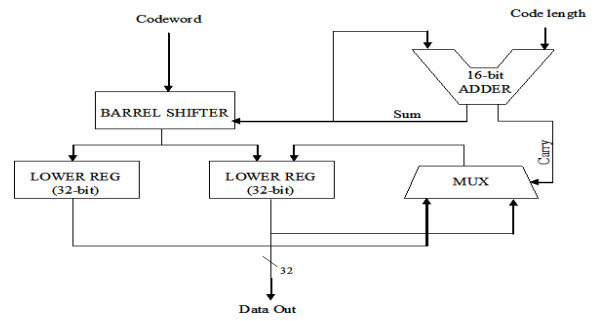 Codeword
Code length
16-bit
ADDER
BARREL SHIFTER
Sum
Carry
LOWER REG
(32-bit)
LOWER REG
(32-bit)
MUX
32
Data Out